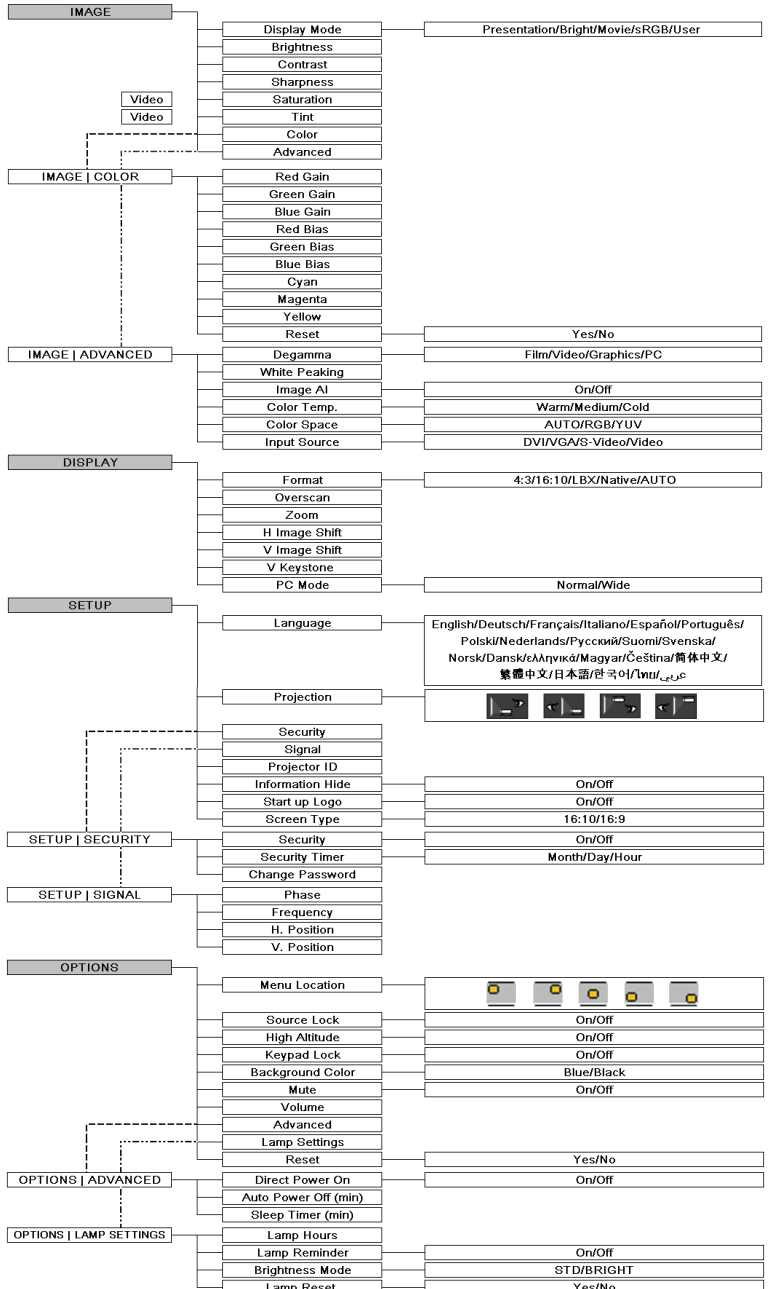 IMAGE
Display Mode Presentation/Bright/Movie/sRGB/User
Brightness
Contrast
Sharpness
Video Saturation
Video Tint
Color
Advanced
IMAGE | COLOR Red Gain
Green Gain
Blue Gain
Red Bias
Green Bias
Blue Bias
Cyan
Magenta
Yellow
Reset Yes/No
IMAGE | ADVANCED Degamma Film/Video/Graphics/PC
White Peaking
Image AI On/Off
Color Temp. Warm/Medium/Cold
Color Space AUTO/RGB/YUV
Input Source DVI/VGA/S-Video/Video
DISPLAY
Format 4:3/16:10/LBX/Native/AUTO
Overscan
Zoom
H Image Shift
V Image Shift
V Keystone
PC Mode Normal/Wide
SETUP
Language English/Deutsch/Français/Italiano/Español/Português/
Polski/Nederlands/Русский/Suomi/Svenska/
Norsk/Dansk/ελληνικά/Magyar/Čeština/简体中文/
繁體中文/日本語/한국어/ไทย/عربي
Projection
Security
Signal
Projector ID
Information Hide On/Off
Start up Logo On/Off
Screen Type 16:10/16:9
SETUP | SECURITY Security On/Off
Security Timer Month/Day/Hour
Change Password
SETUP | SIGNAL Phase
Frequency
H. Position
V. Position
OPTIONS
Menu Location
Source Lock On/Off
High Altitude On/Off
Keypad Lock On/Off
Background Color Blue/Black
Mute On/Off
Volume
Advanced
Lamp Settings
Reset Yes/No
OPTIONS | ADVANCED Direct Power On On/Off
Auto Power Off (min)
Sleep Timer (min)
OPTIONS | LAMP SETTINGS Lamp Hours
Lamp Reminder On/Off
Brightness Mode STD/BRIGHT
Lamp Reset Yes/No